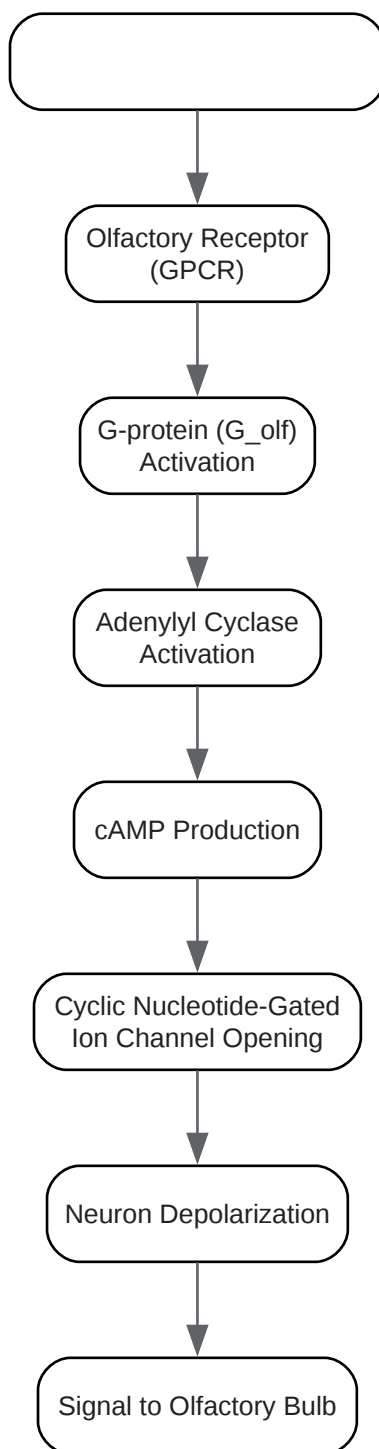 Olfactory Receptor
(GPCR)
G-protein (G_olf)
Activation
Adenylyl Cyclase
Activation
cAMP Production
Cyclic Nucleotide-Gated
Ion Channel Opening
Neuron Depolarization
Signal to Olfactory Bulb